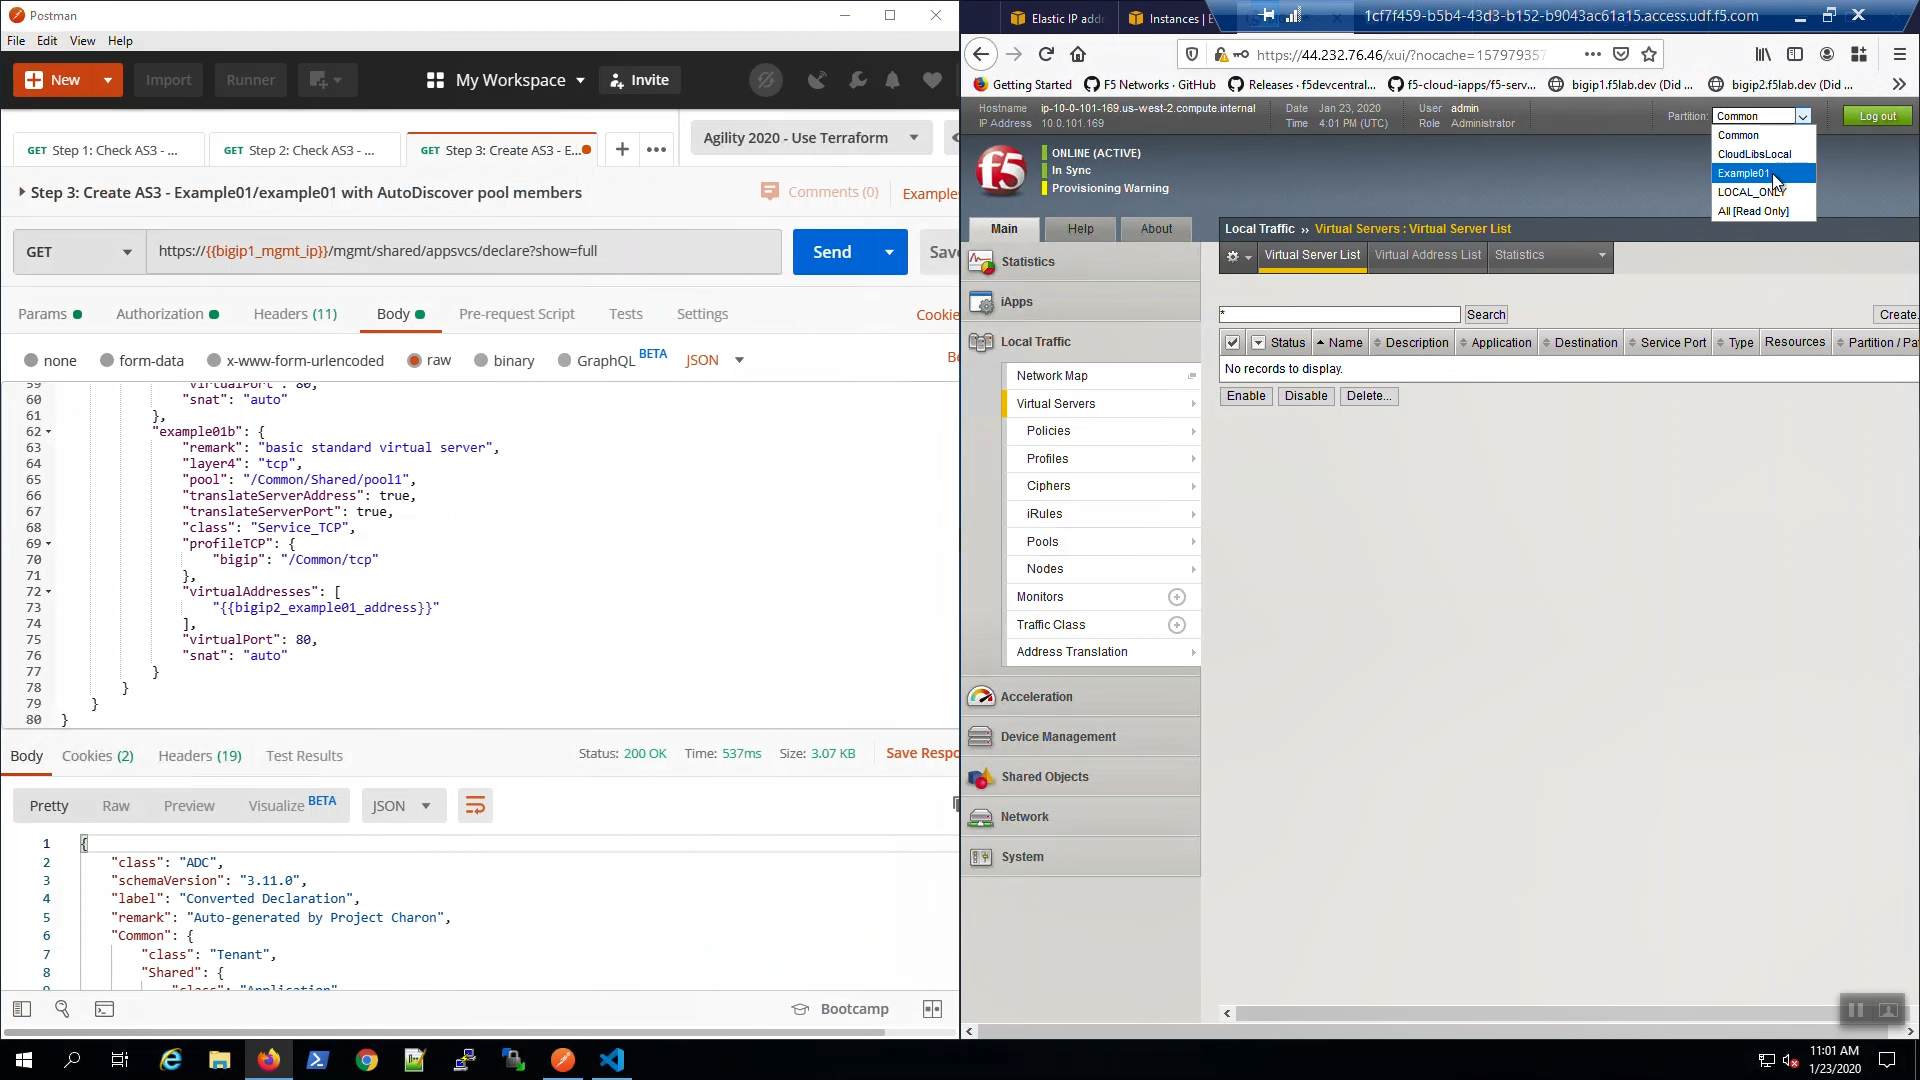 Postman
File Edit View Help
New Import Runner My Workspace Invite
GET Step 1: Check AS3 - ... GET Step 2: Check AS3 - ... GET Step 3: Create AS3 - E... Agility 2020 - Use Terraform
Step 3: Create AS3 - Example01/example01 with AutoDiscover pool members Comments (0) Examples
GET https://{{bigip1_mgmt_ip}}/mgmt/shared/appsvcs/declare?show=full Send Sav
Params Authorization Headers (11) Body Pre-request Script Tests Settings Cookie
none form-data x-www-form-urlencoded raw binary GraphQL BETA JSON Be
59 "virtualPort": 80,
60 "snat": "auto"
61 },
62 "example01b": {
63 "remark": "basic standard virtual server",
64 "layer4": "tcp",
65 "pool": "/Common/Shared/pool1",
66 "translateServerAddress": true,
67 "translateServerPort": true,
68 "class": "Service_TCP",
69 "profileTCP": {
70 "bigip": "/Common/tcp"
71 },
72 "virtualAddresses": [
73 "{{bigip2_example01_address}}"
74 ],
75 "virtualPort": 80,
76 "snat": "auto"
77 }
78 }
79 }
80 }
Body Cookies (2) Headers (19) Test Results Status: 200 OK Time: 537ms Size: 3.07 KB Save Respo
Pretty Raw Preview Visualize BETA JSON
1 {
2 "class": "ADC",
3 "schemaVersion": "3.11.0",
4 "label": "Converted Declaration",
5 "remark": "Auto-generated by Project Charon",
6 "Common": {
7 "class": "Tenant",
8 "Shared": {
9 "class": "Application",
Bootcamp
Elastic IP addr Instances | E 1cf7f459-b5b4-43d3-b152-b9043ac61a15.access.udf.f5.com
https://44.232.76.46/xui/?nocache=157979357
Getting Started F5 Networks · GitHub Releases · f5devcentral... f5-cloud-iapps/f5-serv... bigip1.f5lab.dev (Did ... bigip2.f5lab.dev (Did ...
Hostname ip-10-0-101-169.us-west-2.compute.internal Date Jan 23, 2020 User admin
IP Address 10.0.101.169 Time 4:01 PM (UTC) Role Administrator
Partition: Common Log out
Common
CloudLibsLocal
Example01
LOCAL_ONLY
All [Read Only]
f5
ONLINE (ACTIVE)
In Sync
Provisioning Warning
Main Help About
Local Traffic ›› Virtual Servers : Virtual Server List
Virtual Server List Virtual Address List Statistics
* Search Create.
Status Name Description Application Destination Service Port Type Resources Partition / Pa
No records to display.
Enable Disable Delete...
Statistics
iApps
Local Traffic
Network Map
Virtual Servers
Policies
Profiles
Ciphers
iRules
Pools
Nodes
Monitors
Traffic Class
Address Translation
Acceleration
Device Management
Shared Objects
Network
System
11:01 AM
1/23/2020